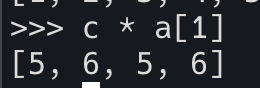 >>> c * a[1]
[5, 6, 5, 6]